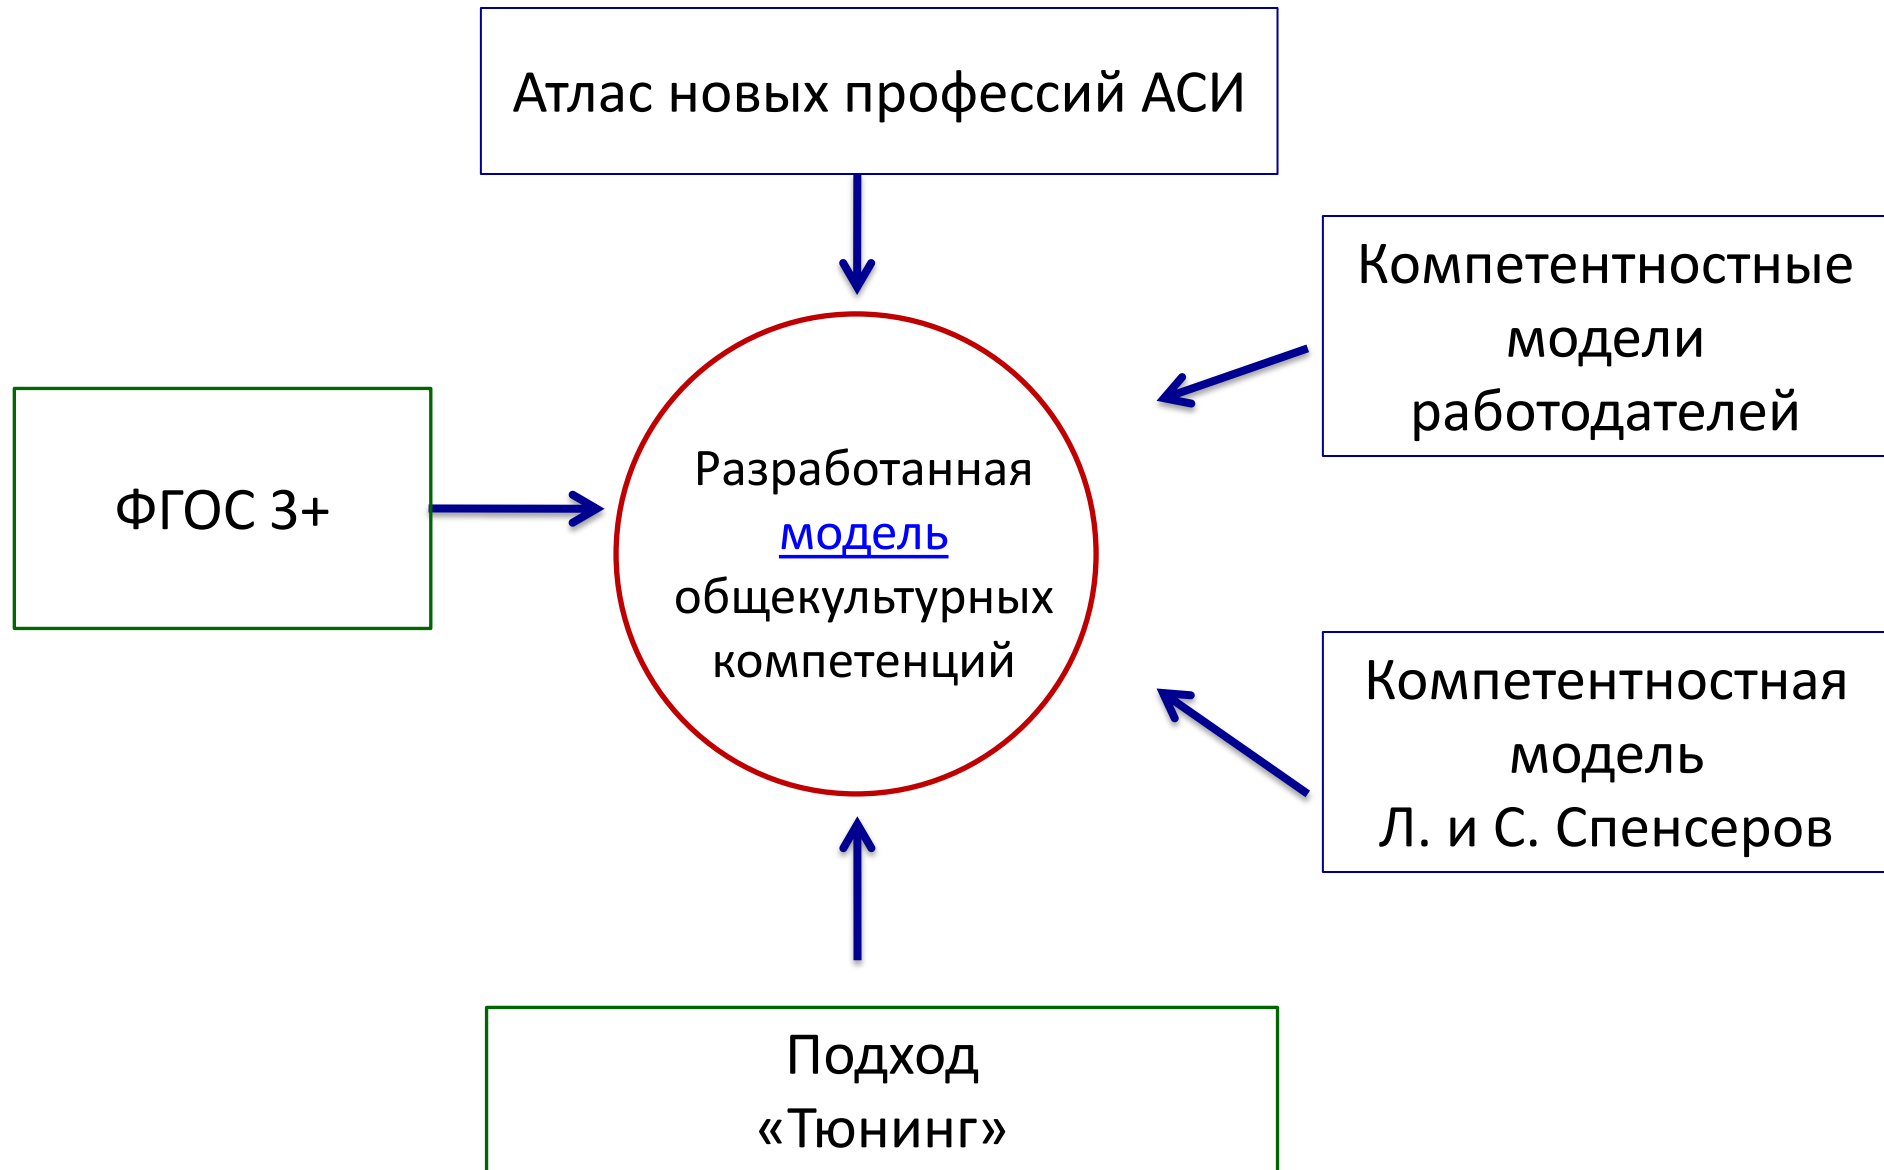 Атлас новых профессий АСИ
Компетентностные
модели
работодателей
ФГОС 3+
Разработанная
модель
общекультурных
компетенций
Компетентностная
модель
Л. и С. Спенсеров
Подход
«Тюнинг»